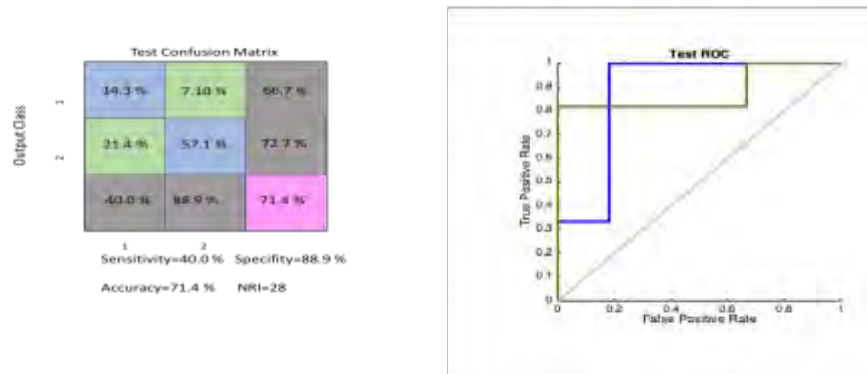 Test Confusion Matrix
14.3 % 7.10 % 66.7 %
21.4 % 57.1 % 72.7 %
40.0 % 88.9 % 71.4 %
Output Class
1
2
1 2
Sensitivity=40.0 % Specifity=88.9 %
Accuracy=71.4 % NRI=28
Test ROC
True Positive Rate
1
0.9
0.8
0.7
0.6
0.5
0.4
0.3
0.2
0.1
0
0 0.2 0.4 0.6 0.8 1
False Positive Rate